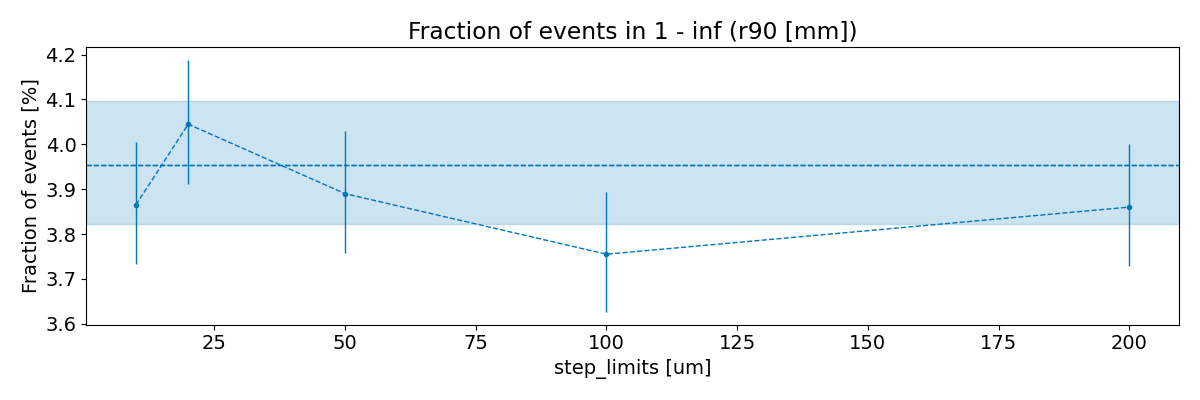 Fraction of events in 1 - inf (r90 [mm])
Fraction of events [%]
4.2
4.1
4.0
3.9
3.8
3.7
3.6
25 50 75 100 125 150 175 200
step_limits [um]